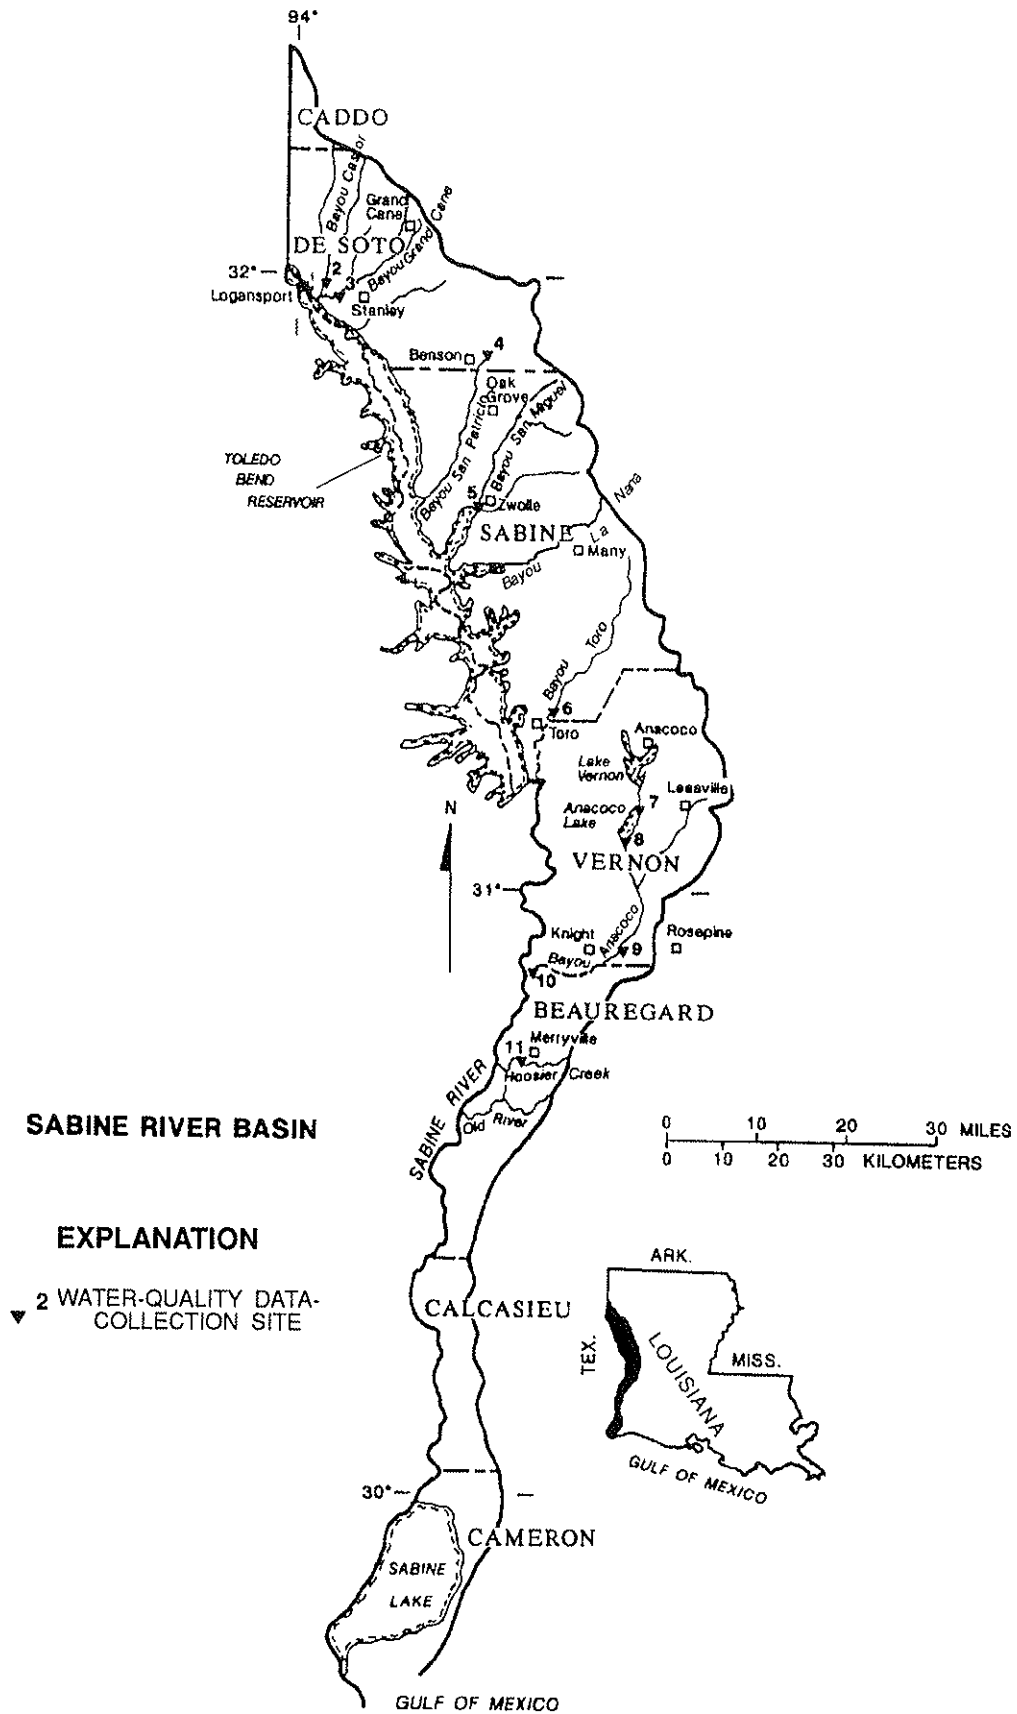 94°
CADDO
Bayou Castor
Grand
Cane
Bayou Grand Cane
DE SOTO
32°
2
3
Logansport
Stanley
4
Benson
Oak
Grove
Bayou San Patricio
Bayou San Miguel
TOLEDO
BEND
RESERVOIR
5
Zwolle
SABINE
Bayou La Nana
Many
Bayou Toro
6
Toro
Anacoco
Lake
Vernon
Leesville
7
Anacoco
Lake
8
N
VERNON
31°
Knight
Bayou Anacoco
9
Rosepine
10
BEAUREGARD
Merryville
11
Hoosier Creek
SABINE RIVER
Old River
SABINE RIVER BASIN
0 10 20 30 MILES
0 10 20 30 KILOMETERS
EXPLANATION
2 WATER-QUALITY DATA-
COLLECTION SITE
CALCASIEU
ARK.
TEX.
LOUISIANA
MISS.
GULF OF MEXICO
30°
CAMERON
SABINE
LAKE
GULF OF MEXICO